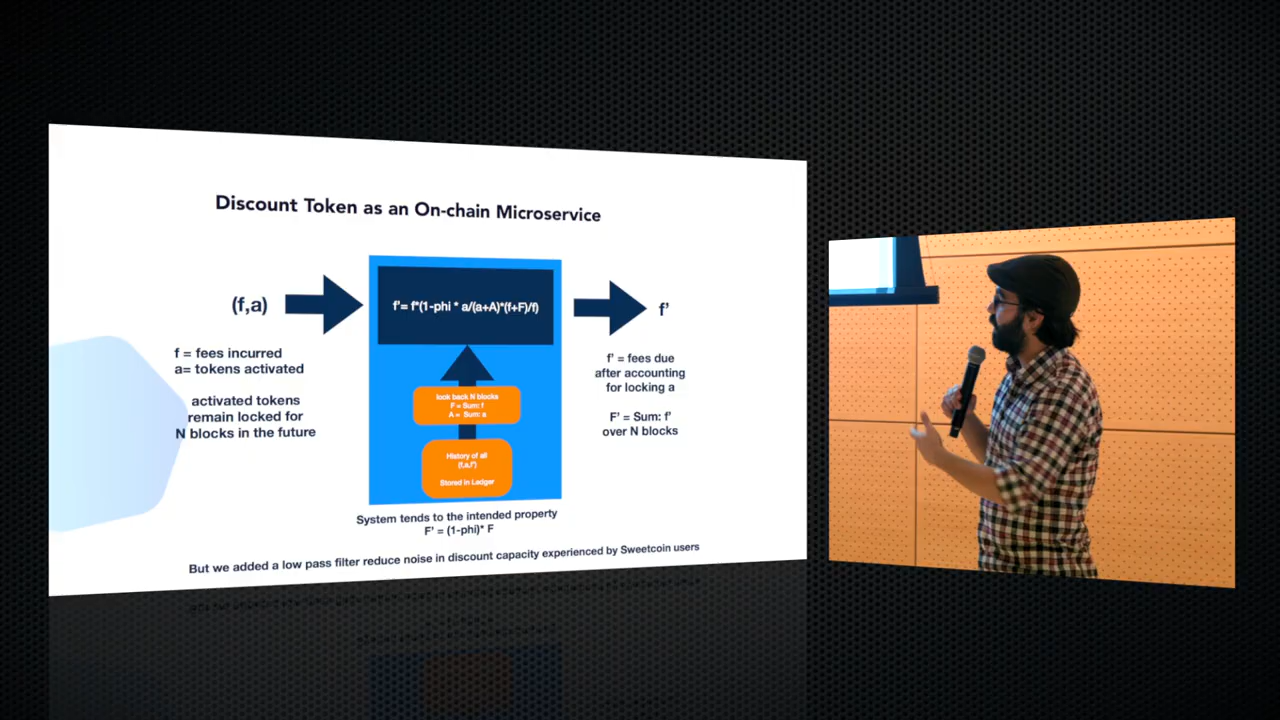 Discount Token as an On-chain Microservice
(f,a)
f = fees incurred
a= tokens activated
activated tokens
remain locked for
N blocks in the future
f'= f*(1-phi * a/(a+A)*(f+F)/f)
look back N blocks
F = Sum: f
A = Sum: a
History of all
(f,a,f')
Stored in Ledger
f'
f' = fees due
after accounting
for locking a
F' = Sum: f'
over N blocks
System tends to the intended property
F' = (1-phi)* F
But we added a low pass filter reduce noise in discount capacity experienced by Sweetcoin users